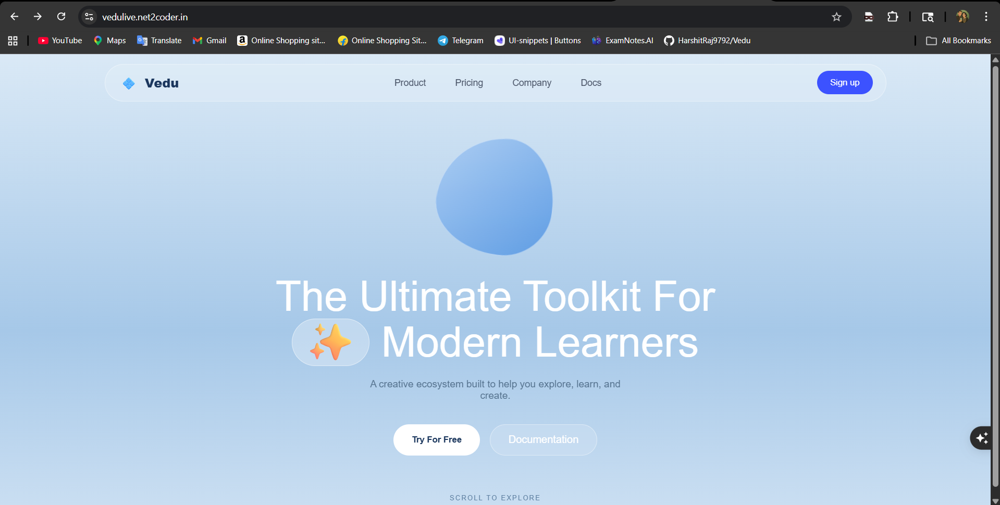 vedulive.net2coder.in
YouTube Maps Translate Gmail Online Shopping sit... Online Shopping Sit... Telegram UI-snippets | Buttons ExamNotes.AI HarshitRaj9792/Vedu All Bookmarks
Vedu Product Pricing Company Docs Sign up
The Ultimate Toolkit For
Modern Learners
A creative ecosystem built to help you explore, learn, and
create.
Try For Free Documentation
SCROLL TO EXPLORE